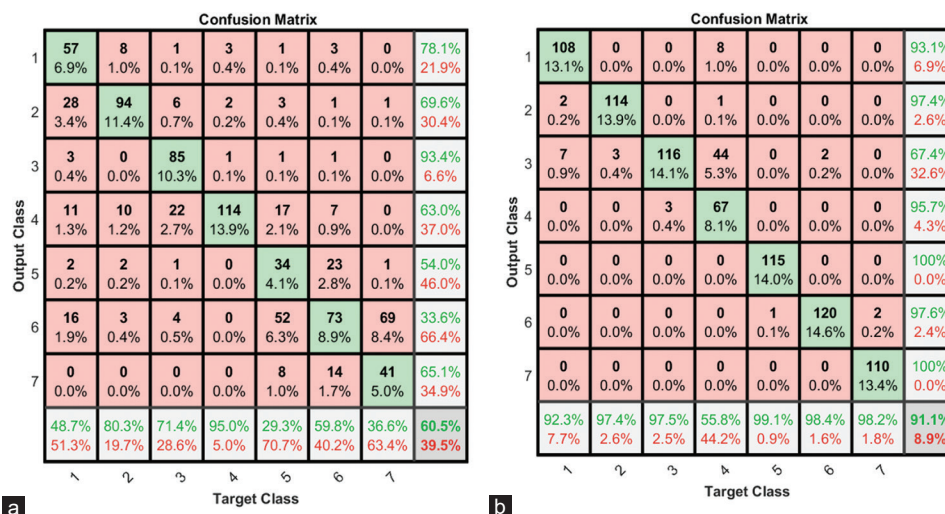 Confusion Matrix
1 57 8 1 3 1 3 0 78.1%
6.9% 1.0% 0.1% 0.4% 0.1% 0.4% 0.0% 21.9%
2 28 94 6 2 3 1 1 69.6%
3.4% 11.4% 0.7% 0.2% 0.4% 0.1% 0.1% 30.4%
3 3 0 85 1 1 1 0 93.4%
0.4% 0.0% 10.3% 0.1% 0.1% 0.1% 0.0% 6.6%
4 11 10 22 114 17 7 0 63.0%
1.3% 1.2% 2.7% 13.9% 2.1% 0.9% 0.0% 37.0%
5 2 2 1 0 34 23 1 54.0%
0.2% 0.2% 0.1% 0.0% 4.1% 2.8% 0.1% 46.0%
6 16 3 4 0 52 73 69 33.6%
1.9% 0.4% 0.5% 0.0% 6.3% 8.9% 8.4% 66.4%
7 0 0 0 0 8 14 41 65.1%
0.0% 0.0% 0.0% 0.0% 1.0% 1.7% 5.0% 34.9%
48.7% 80.3% 71.4% 95.0% 29.3% 59.8% 36.6% 60.5%
51.3% 19.7% 28.6% 5.0% 70.7% 40.2% 63.4% 39.5%
1 2 3 4 5 6 7
Output Class
Target Class
a
Confusion Matrix
1 108 0 0 8 0 0 0 93.1%
13.1% 0.0% 0.0% 1.0% 0.0% 0.0% 0.0% 6.9%
2 2 114 0 1 0 0 0 97.4%
0.2% 13.9% 0.0% 0.1% 0.0% 0.0% 0.0% 2.6%
3 7 3 116 44 0 2 0 67.4%
0.9% 0.4% 14.1% 5.3% 0.0% 0.2% 0.0% 32.6%
4 0 0 3 67 0 0 0 95.7%
0.0% 0.0% 0.4% 8.1% 0.0% 0.0% 0.0% 4.3%
5 0 0 0 0 115 0 0 100%
0.0% 0.0% 0.0% 0.0% 14.0% 0.0% 0.0% 0.0%
6 0 0 0 0 1 120 2 97.6%
0.0% 0.0% 0.0% 0.0% 0.1% 14.6% 0.2% 2.4%
7 0 0 0 0 0 0 110 100%
0.0% 0.0% 0.0% 0.0% 0.0% 0.0% 13.4% 0.0%
92.3% 97.4% 97.5% 55.8% 99.1% 98.4% 98.2% 91.1%
7.7% 2.6% 2.5% 44.2% 0.9% 1.6% 1.8% 8.9%
1 2 3 4 5 6 7
Output Class
Target Class
b